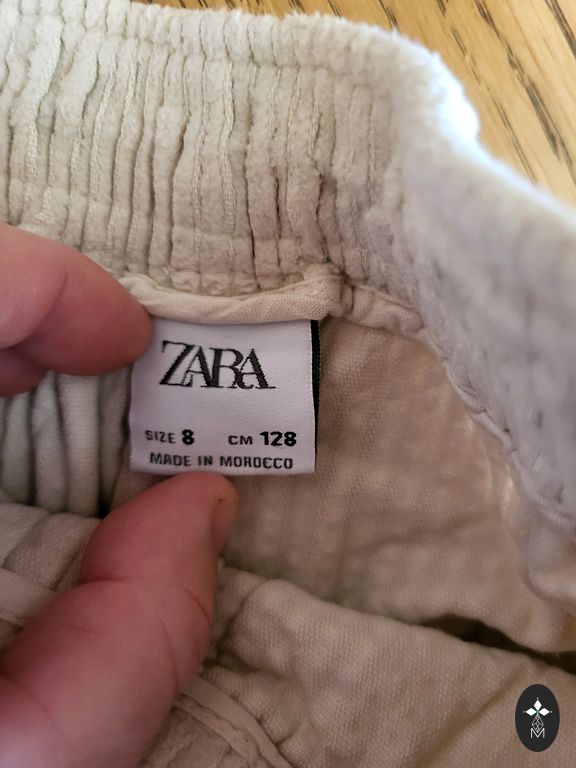 ZARA
SIZE 8 CM 128
MADE IN MOROCCO
M